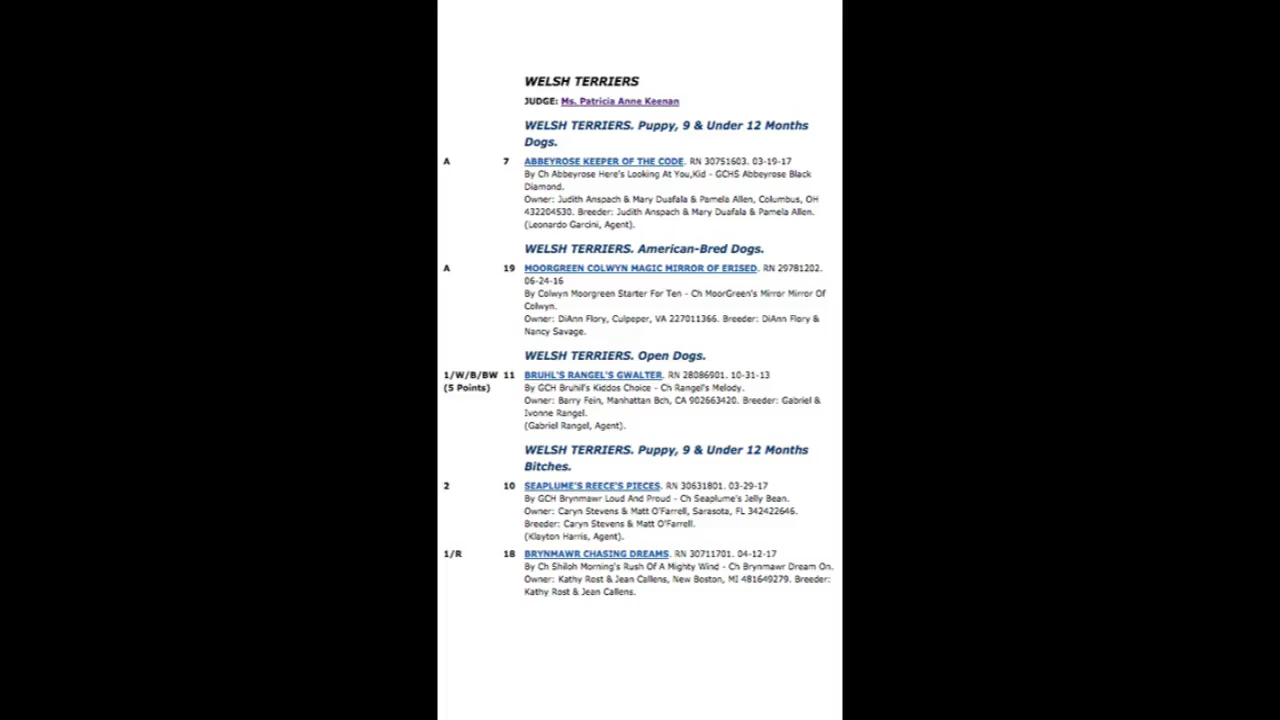 WELSH TERRIERS
JUDGE: Ms. Patricia Anne Keenan
WELSH TERRIERS. Puppy, 9 & Under 12 Months
Dogs.
A 7 ABBEYROSE KEEPER OF THE CODE. RN 30751603. 03-19-17
By Ch Abbeyrose Here's Looking At You,Kid - GCHS Abbeyrose Black
Diamond.
Owner: Judith Anspach & Mary Duafala & Pamela Allen, Columbus, OH
432204530. Breeder: Judith Anspach & Mary Duafala & Pamela Allen.
(Leonardo Garcini, Agent).
WELSH TERRIERS. American-Bred Dogs.
A 19 MOORGREEN COLWYN MAGIC MIRROR OF ERISED. RN 29781202.
06-24-16
By Colwyn Moorgreen Starter For Ten - Ch MoorGreen's Mirror Mirror Of
Colwyn.
Owner: DiAnn Flory, Culpeper, VA 227011366. Breeder: DiAnn Flory &
Nancy Savage.
WELSH TERRIERS. Open Dogs.
1/W/B/BW 11 BRUHL'S RANGEL'S GWALTER. RN 28086901. 10-31-13
(5 Points) By GCH Bruhil's Kiddos Choice - Ch Rangel's Melody.
Owner: Barry Fein, Manhattan Bch, CA 902663420. Breeder: Gabriel &
Ivonne Rangel.
(Gabriel Rangel, Agent).
WELSH TERRIERS. Puppy, 9 & Under 12 Months
Bitches.
2 10 SEAPLUME'S REECE'S PIECES. RN 30631801. 03-29-17
By GCH Brynmawr Loud And Proud - Ch Seaplume's Jelly Bean.
Owner: Caryn Stevens & Matt O'Farrell, Sarasota, FL 342422646.
Breeder: Caryn Stevens & Matt O'Farrell.
(Klayton Harris, Agent).
1/R 18 BRYNMAWR CHASING DREAMS. RN 30711701. 04-12-17
By Ch Shiloh Morning's Rush Of A Mighty Wind - Ch Brynmawr Dream On.
Owner: Kathy Rost & Jean Callens, New Boston, MI 481649279. Breeder:
Kathy Rost & Jean Callens.